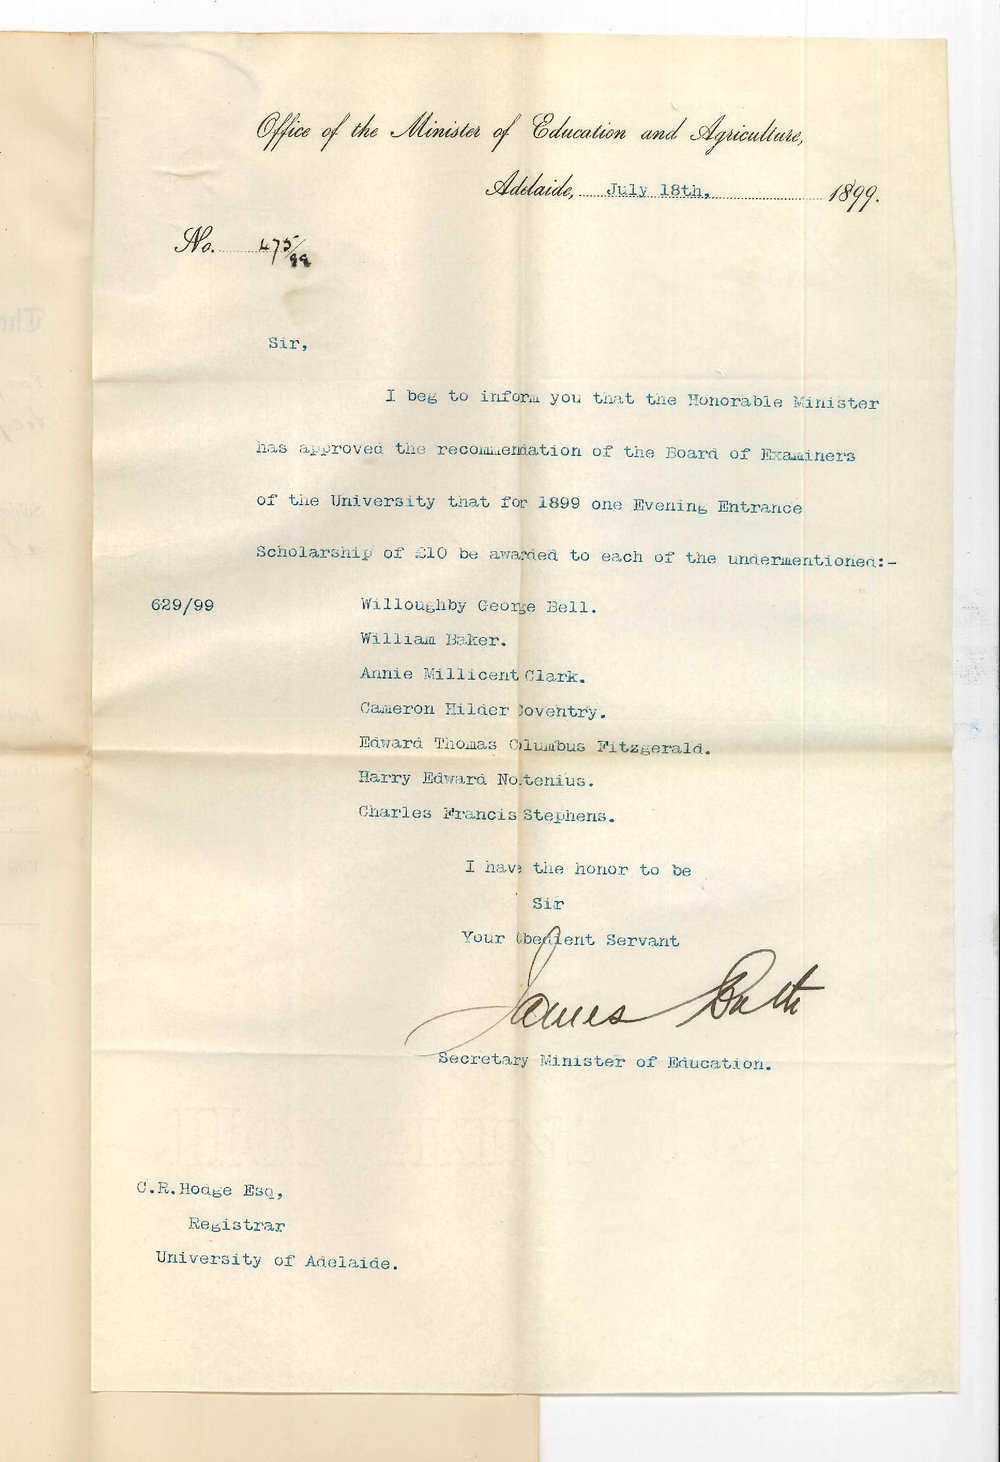 Office of the Minister of Education and Agriculture,
Adelaide, July 18th, 1899.
No. 475/99
Sir,
I beg to inform you that the Honorable Minister
has approved the recommendation of the Board of Examiners
of the University that for 1899 one Evening Entrance
Scholarship of £10 be awarded to each of the undermentioned:-
629/99 Willoughby George Bell.
William Baker.
Annie Millicent Clark.
Cameron Hilder Coventry.
Edward Thomas Columbus Fitzgerald.
Harry Edward Nottenius.
Charles Francis Stephens.
I have the honor to be
Sir
Your Obedient Servant
James Bath
Secretary Minister of Education.
C.R.Hodge Esq,
Registrar
University of Adelaide.